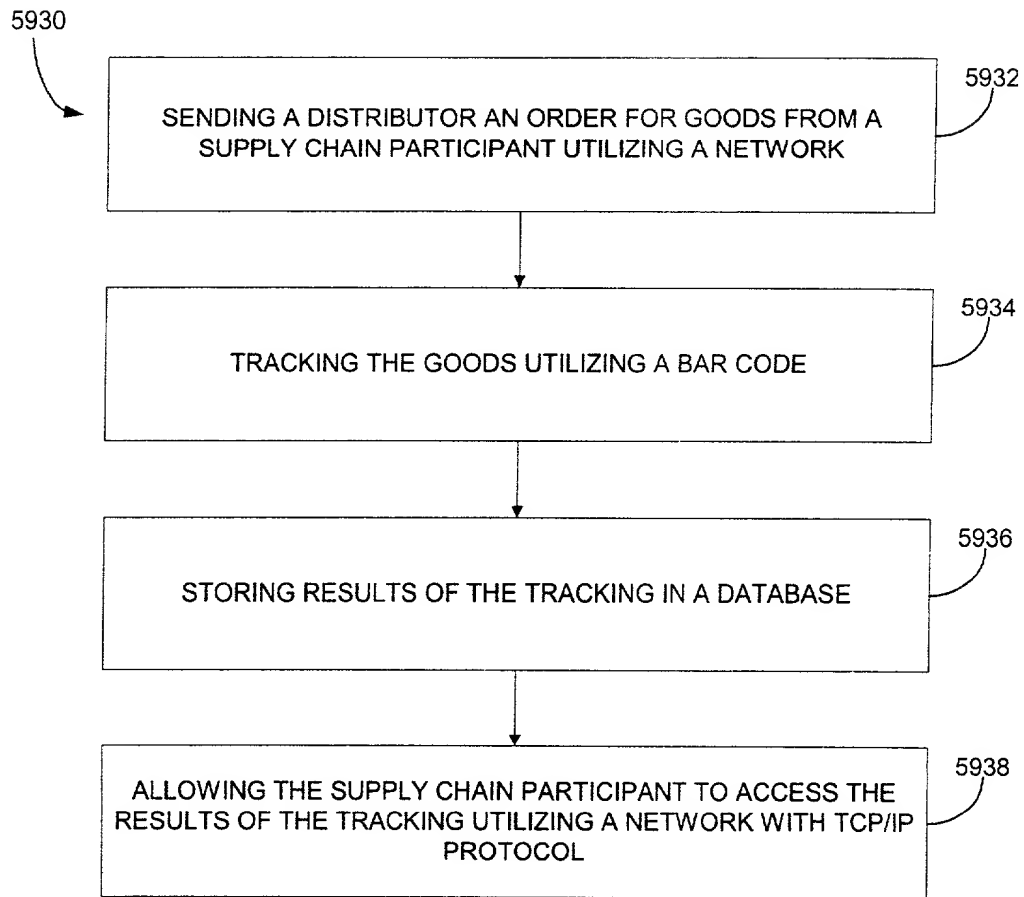 5930
5932
SENDING A DISTRIBUTOR AN ORDER FOR GOODS FROM A
SUPPLY CHAIN PARTICIPANT UTILIZING A NETWORK
5934
TRACKING THE GOODS UTILIZING A BAR CODE
5936
STORING RESULTS OF THE TRACKING IN A DATABASE
5938
ALLOWING THE SUPPLY CHAIN PARTICIPANT TO ACCESS THE
RESULTS OF THE TRACKING UTILIZING A NETWORK WITH TCP/IP
PROTOCOL